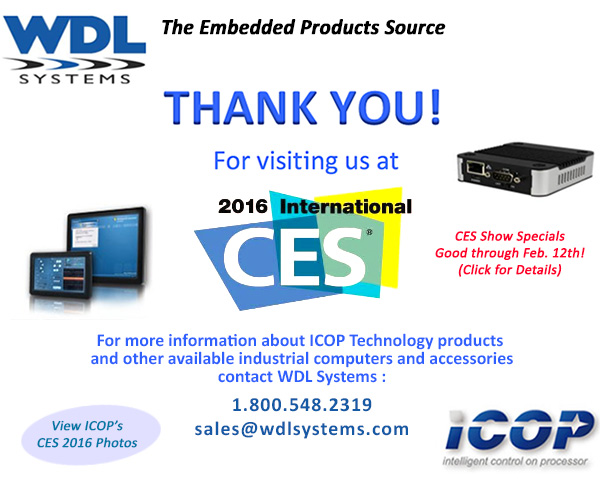 WDL
SYSTEMS
The Embedded Products Source
THANK YOU!
For visiting us at
2016 International
CES®
CES Show Specials
Good through Feb. 12th!
(Click for Details)
For more information about ICOP Technology products
and other available industrial computers and accessories
contact WDL Systems :
1.800.548.2319
sales@wdlsystems.com
View ICOP's
CES 2016 Photos
iCOP
intelligent control on processor